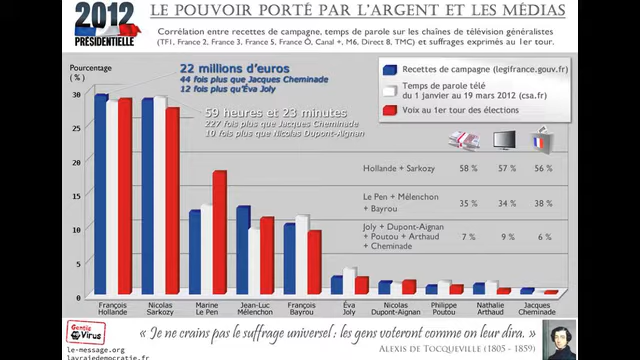 2012
PRÉSIDENTIELLE
LE POUVOIR PORTÉ PAR L'ARGENT ET LES MÉDIAS
Corrélation entre recettes de campagne, temps de parole sur les chaînes de télévision généralistes
(TF1, France 2, France 3, France 5, France Ô, Canal +, M6, Direct 8, TMC) et suffrages exprimés au 1er tour.
Pourcentage
( % )
22 millions d'euros
44 fois plus que Jacques Cheminade
12 fois plus qu'Éva Joly
59 heures et 23 minutes
227 fois plus que Jacques Cheminade
10 fois plus que Nicolas Dupont-Aignan
Recettes de campagne (legifrance.gouv.fr)
Temps de parole télé
du 1 janvier au 19 mars 2012 (csa.fr)
Voix au 1er tour des élections
Hollande + Sarkozy 58 % 57 % 56 %
Le Pen + Mélenchon
+ Bayrou
35 % 34 % 38 %
Joly + Dupont-Aignan
+ Poutou + Arthaud
+ Cheminade
7 % 9 % 6 %
30
25
20
15
10
5
0
François
Hollande
Nicolas
Sarkozy
Marine
Le Pen
Jean-Luc
Mélenchon
François
Bayrou
Éva
Joly
Nicolas
Dupont-Aignan
Philippe
Poutou
Nathalie
Arthaud
Jacques
Cheminade
Gentil
Virus
le-message.org
lavraiedemocratie.fr
« Je ne crains pas le suffrage universel : les gens voteront comme on leur dira. »
ALEXIS DE TOCQUEVILLE (1805 - 1859)